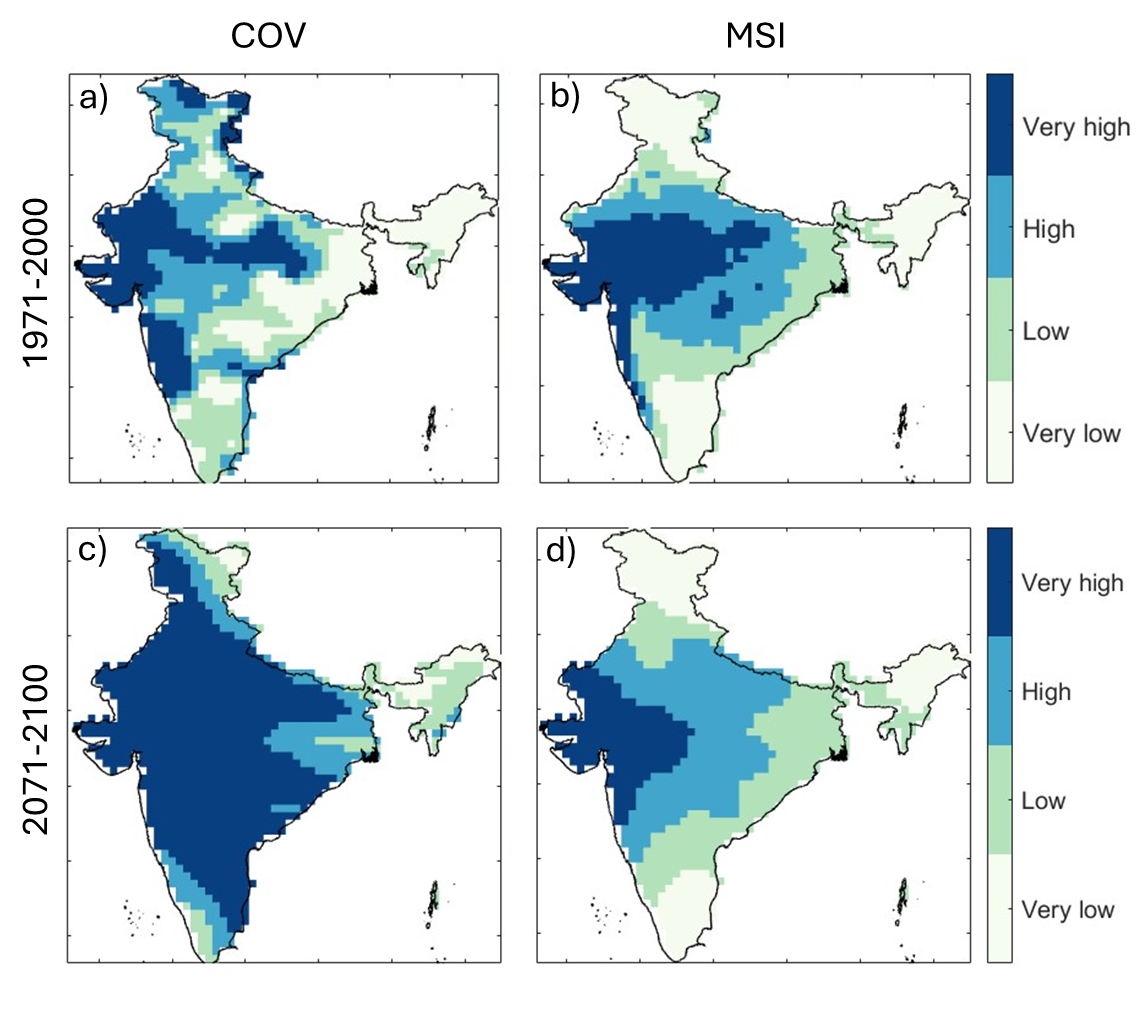 COV
MSI
a)
b)
1971-2000
Very high
High
Low
Very low
c)
d)
2071-2100
Very high
High
Low
Very low